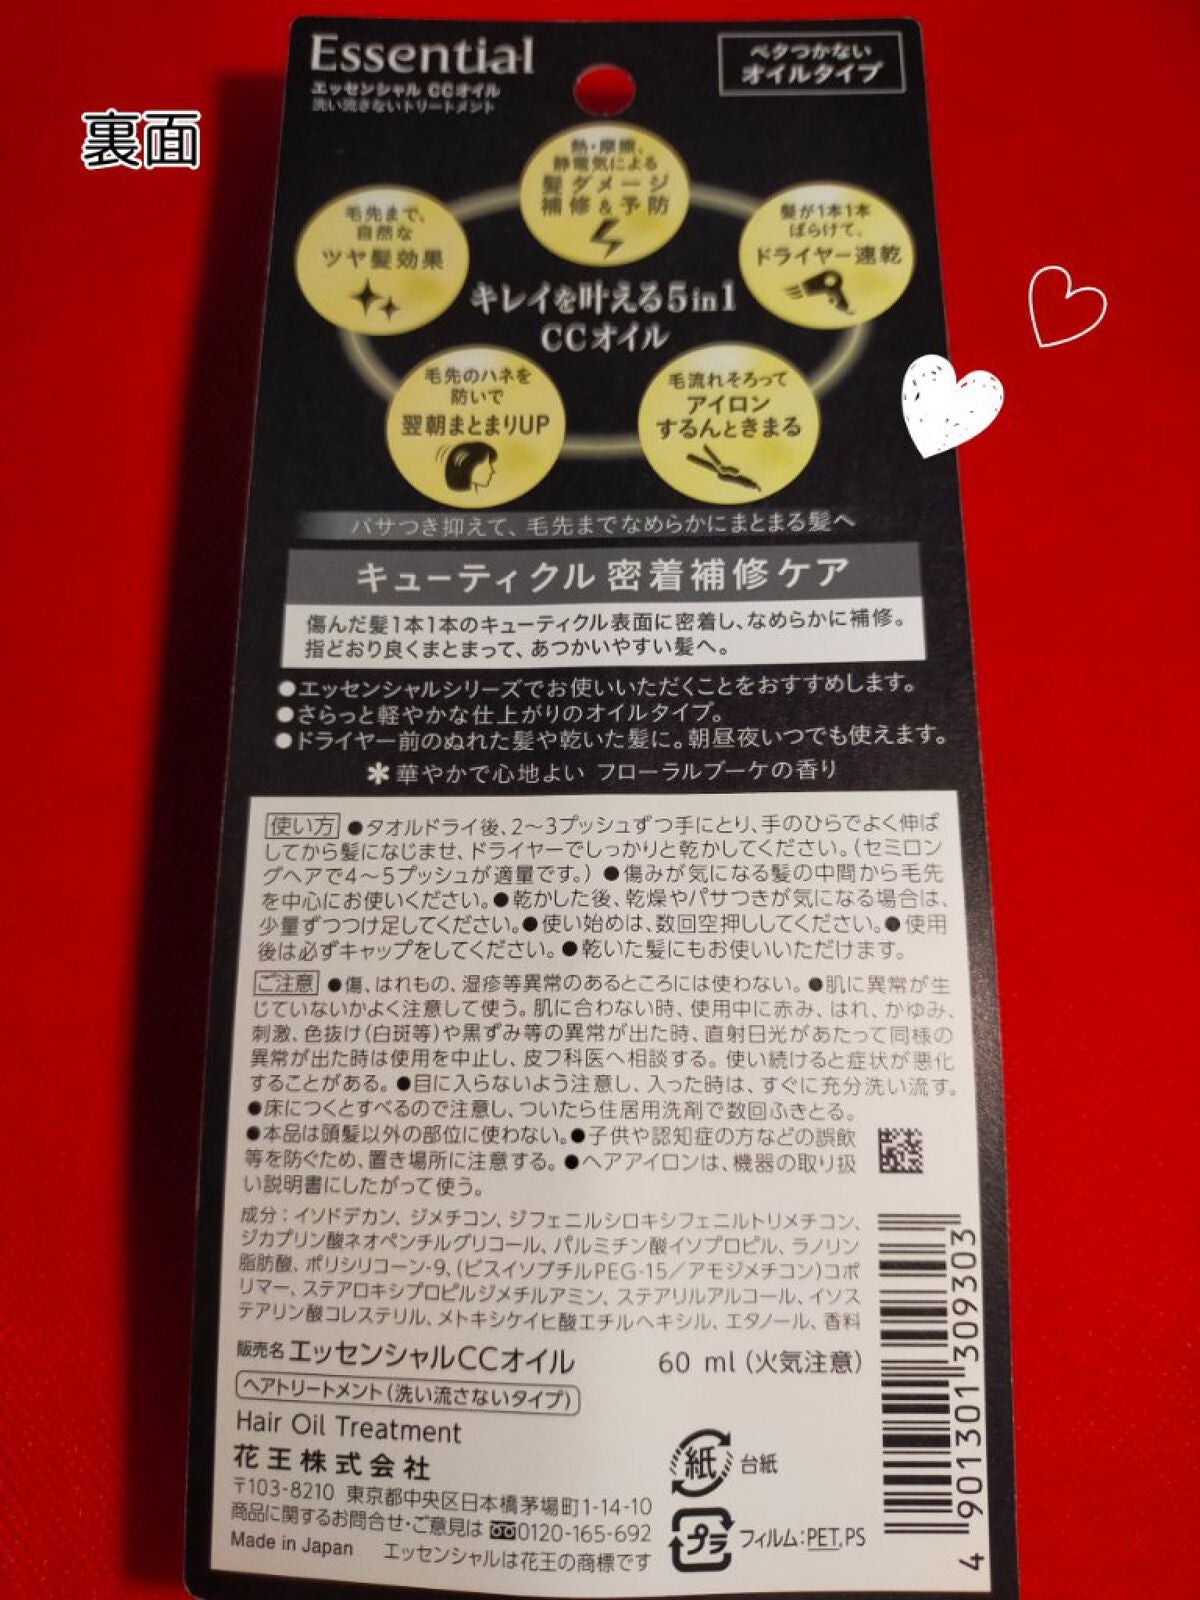 Essential
エッセンシャル CCオイル
洗い流さないトリートメント
ベタつかない
オイルタイプ
裏面
熱・摩擦、
静電気による
髪ダメージ
補修&予防
毛先まで、
自然な
ツヤ髪効果
髪が1本1本
ばらけて、
ドライヤー速乾
キレイを叶える5in1
CCオイル
毛先のハネを
防いで
翌朝まとまりUP
毛流れそろって
アイロン
するんときまる
パサつき抑えて、毛先までなめらかにまとまる髪へ
キューティクル 密着補修ケア
傷んだ髪1本1本のキューティクル表面に密着し、なめらかに補修。
指どおり良くまとまって、あつかいやすい髪へ。
●エッセンシャルシリーズでお使いいただくことをおすすめします。
●さらっと軽やかな仕上がりのオイルタイプ。
●ドライヤー前のぬれた髪や乾いた髪に。朝昼夜いつでも使えます。
＊華やかで心地よい フローラルブーケの香り
使い方 ●タオルドライ後、2〜3プッシュずつ手にとり、手のひらでよく伸ば
してから髪になじませ、ドライヤーでしっかりと乾かしてください。(セミロン
グヘアで4〜5プッシュが適量です。) ●傷みが気になる髪の中間から毛先
を中心にお使いください。●乾かした後、乾燥やパサつきが気になる場合は、
少量ずつつけ足してください。●使い始めは、数回空押ししてください。●使用
後は必ずキャップをしてください。●乾いた髪にもお使いいただけます。
ご注意 ●傷、はれもの、湿疹等異常のあるところには使わない。●肌に異常が生
じていないかよく注意して使う。肌に合わない時、使用中に赤み、はれ、かゆみ、
刺激、色抜け(白斑等)や黒ずみ等の異常が出た時、直射日光があたって同様の
異常が出た時は使用を中止し、皮フ科医へ相談する。使い続けると症状が悪化
することがある。●目に入らないよう注意し、入った時は、すぐに充分洗い流す。
●床につくとすべるので注意し、ついたら住居用洗剤で数回ふきとる。
●本品は頭髪以外の部位に使わない。●子供や認知症の方などの誤飲
等を防ぐため、置き場所に注意する。●ヘアアイロンは、機器の取り扱
い説明書にしたがって使う。
成分：イソドデカン、ジメチコン、ジフェニルシロキシフェニルトリメチコン、
ジカプリン酸ネオペンチルグリコール、パルミチン酸イソプロピル、ラノリン
脂肪酸、ポリシリコーン-9、(ビスイソブチルPEG-15／アモジメチコン)コポ
リマー、ステアロキシプロピルジメチルアミン、ステアリルアルコール、イソス
テアリン酸コレステリル、メトキシケイヒ酸エチルヘキシル、エタノール、香料
販売名 エッセンシャルCCオイル 60 ml (火気注意)
ヘアトリートメント(洗い流さないタイプ)
Hair Oil Treatment
花王株式会社
〒103-8210 東京都中央区日本橋茅場町1-14-10
商品に関するお問合せ・ご意見は 0120-165-692
Made in Japan エッセンシャルは花王の商標です
紙 台紙
プラ フィルム:PET,PS
4 901301 309303